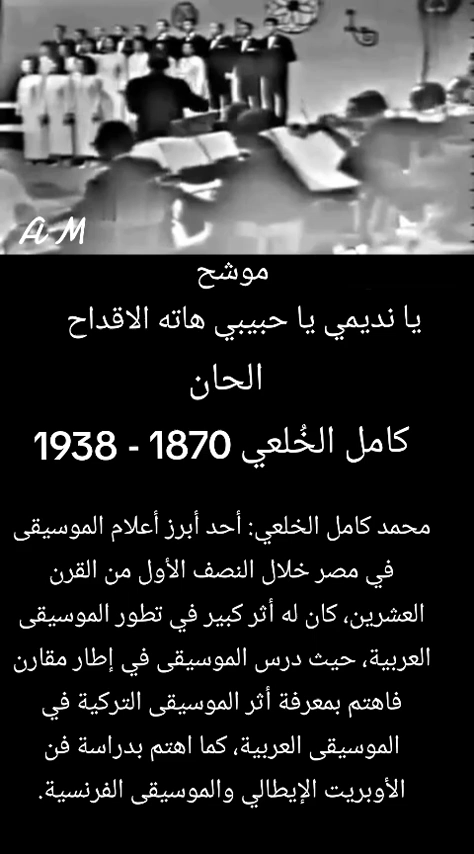 A M
موشح
يا نديمي يا حبيبي هاته الاقداح
الحان
كامل الخُلعي 1870 - 1938
محمد كامل الخلعي: أحد أبرز أعلام الموسيقى
في مصر خلال النصف الأول من القرن
العشرين، كان له أثر كبير في تطور الموسيقى
العربية، حيث درس الموسيقى في إطار مقارن
فاهتم بمعرفة أثر الموسيقى التركية في
الموسيقى العربية، كما اهتم بدراسة فن
الأوبريت الإيطالي والموسيقى الفرنسية.